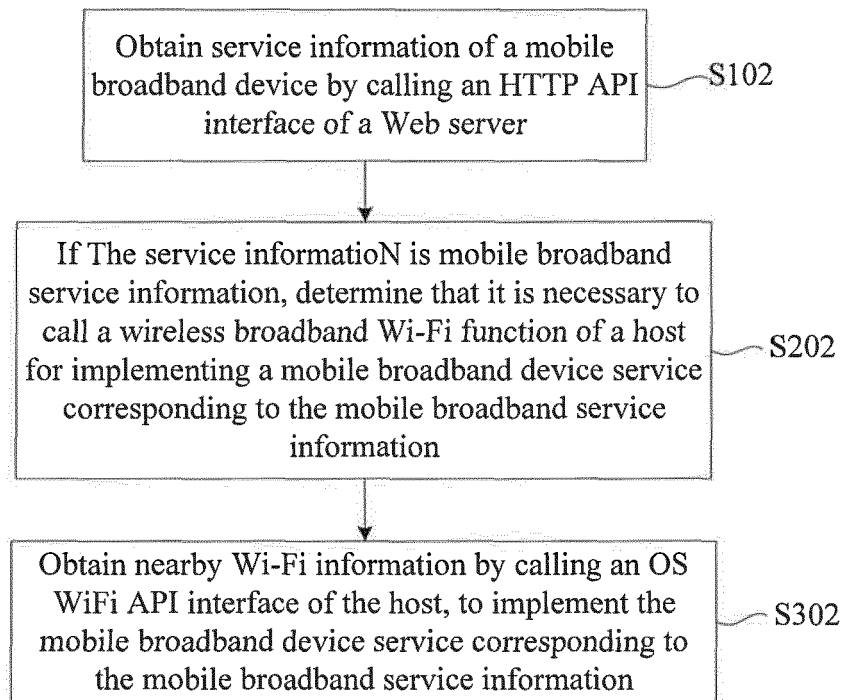 Obtain service information of a mobile
broadband device by calling an HTTP API
interface of a Web server
S102
If The service informatioN is mobile broadband
service information, determine that it is necessary to
call a wireless broadband Wi-Fi function of a host
for implementing a mobile broadband device service
corresponding to the mobile broadband service
information
S202
Obtain nearby Wi-Fi information by calling an OS
WiFi API interface of the host, to implement the
mobile broadband device service corresponding to
the mobile broadband service information
S302